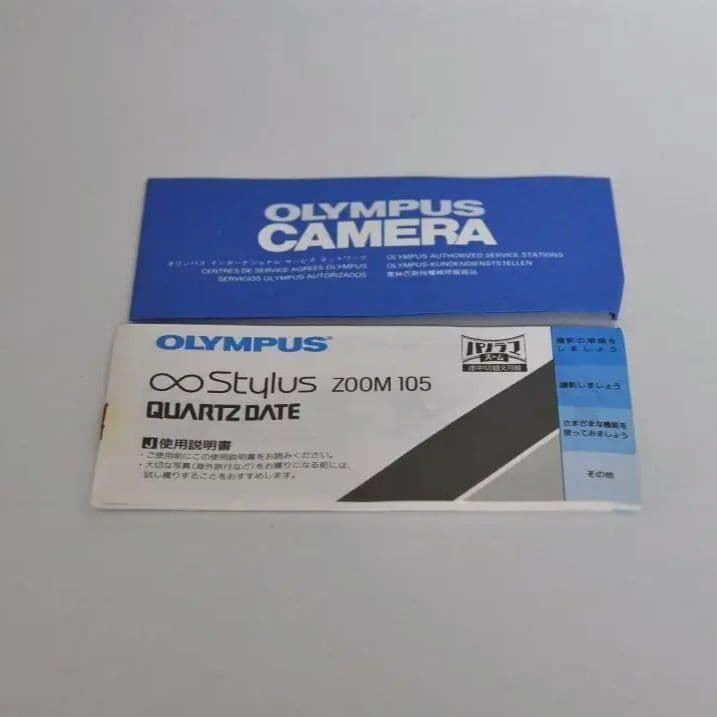 OLYMPUS
CAMERA
オリンパス インターナショナル サービス ネットワーク
CENTRES DE SERVICE AGREES OLYMPUS
SERVICIOS OLYMPUS AUTORIZADOS
OLYMPUS AUTHORIZED SERVICE STATIONS
OLYMPUS-KUNDENDIENSTSTELLEN
OLYMPUS
∞Stylus ZOOM 105
QUARTZ DATE
パノラマ
ズーム
途中切替え可能
J 使用説明書
・ご使用前にこの使用説明書をお読みください。
・大切な写真(海外旅行など)をお撮りになる前には、
試し撮りすることをおすすめします。
撮影の準備を
しましょう
撮影しましょう
さまざまな機能を
使ってみましょう
その他